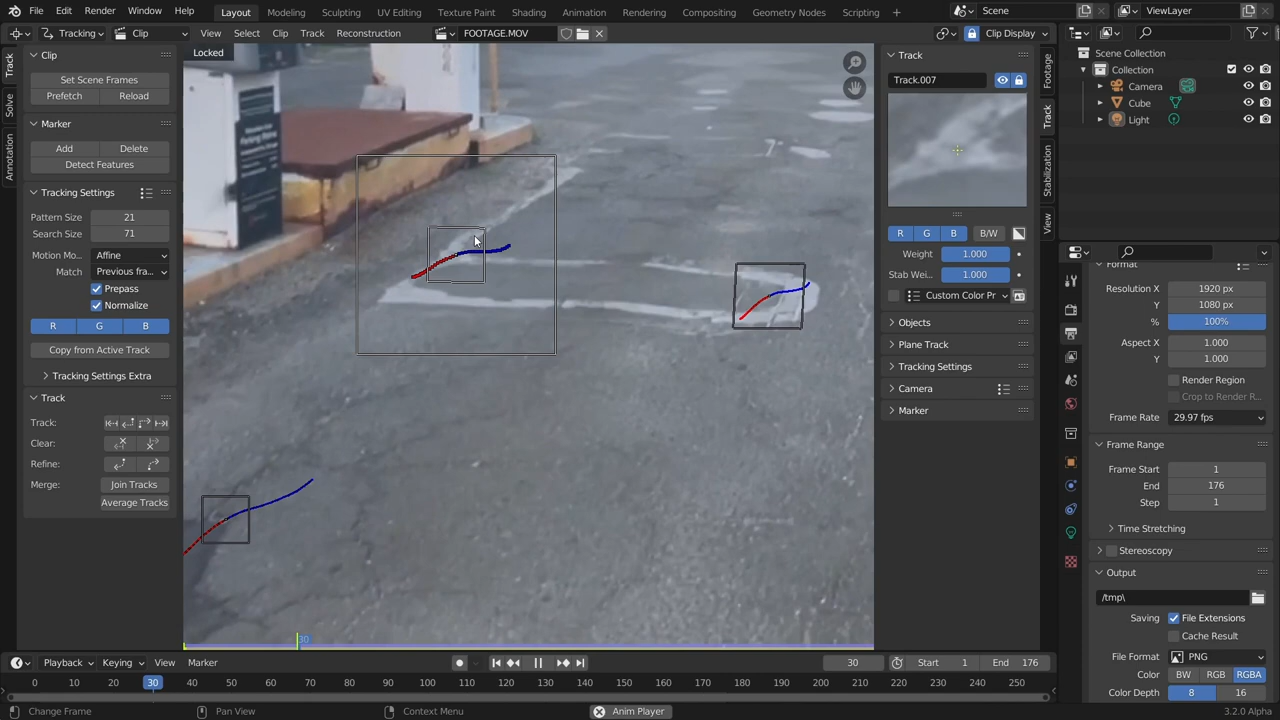 File Edit Render Window Help Layout Modeling Sculpting UV Editing Texture Paint Shading Animation Rendering Compositing Geometry Nodes Scripting + Scene ViewLayer
Tracking Clip View Select Clip Track Reconstruction FOOTAGE.MOV Clip Display
Locked
Track
Solve
Annotation
Clip
Set Scene Frames
Prefetch Reload
Marker
Add Delete
Detect Features
Tracking Settings
Pattern Size 21
Search Size 71
Motion Mo... Affine
Match Previous fra...
Prepass
Normalize
R G B
Copy from Active Track
Tracking Settings Extra
Track
Track:
Clear:
Refine:
Merge: Join Tracks
Average Tracks
30
Track
Track.007
R G B B/W
Weight 1.000
Stab Wei... 1.000
Custom Color Pr
Objects
Plane Track
Tracking Settings
Camera
Marker
Footage
Track
Stabilization
View
Scene Collection
Collection
Camera
Cube
Light
Format
Resolution X 1920 px
Y 1080 px
% 100%
Aspect X 1.000
Y 1.000
Render Region
Crop to Render R...
Frame Rate 29.97 fps
Frame Range
Frame Start 1
End 176
Step 1
Time Stretching
Stereoscopy
Output
/tmp\
Saving File Extensions
Cache Result
File Format PNG
Color BW RGB RGBA
Color Depth 8 16
Playback Keying View Marker 30 Start 1 End 176
0 10 20 30 40 50 60 70 80 90 100 110 120 130 140 150 160 170 180 190 200 210 220 230 240 250
Change Frame Pan View Context Menu Anim Player 3.2.0 Alpha